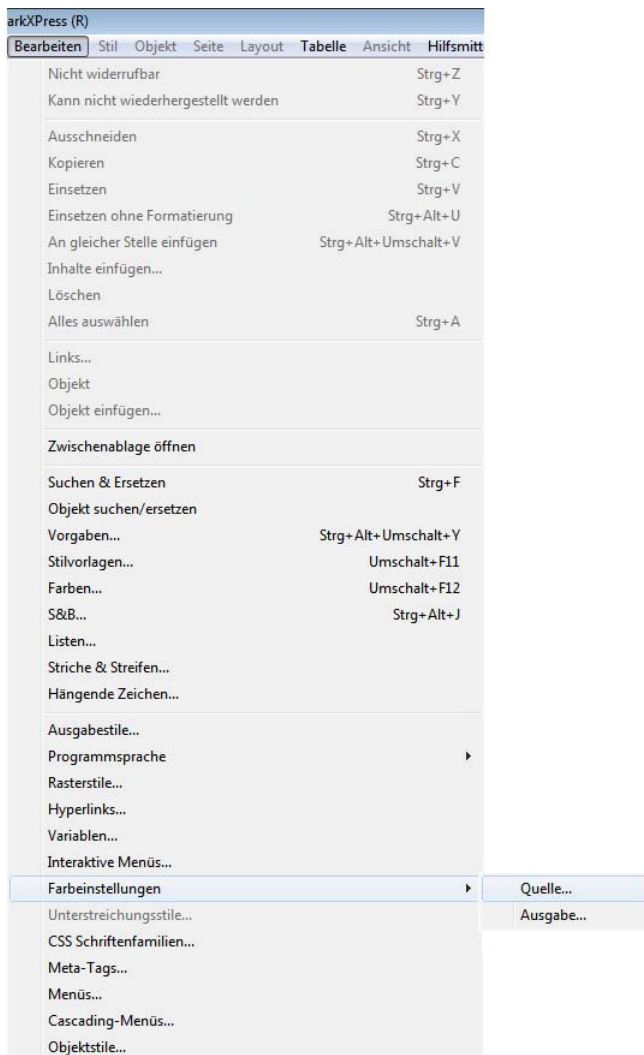 arkXPress (R)
Bearbeiten Stil Objekt Seite Layout Tabelle Ansicht Hilfsmitt
Nicht widerrufbar Strg+Z
Kann nicht wiederhergestellt werden Strg+Y
Ausschneiden Strg+X
Kopieren Strg+C
Einsetzen Strg+V
Einsetzen ohne Formatierung Strg+Alt+U
An gleicher Stelle einfügen Strg+Alt+Umschalt+V
Inhalte einfügen...
Löschen
Alles auswählen Strg+A
Links...
Objekt
Objekt einfügen...
Zwischenablage öffnen
Suchen & Ersetzen Strg+F
Objekt suchen/ersetzen
Vorgaben... Strg+Alt+Umschalt+Y
Stilvorlagen... Umschalt+F11
Farben... Umschalt+F12
S&B... Strg+Alt+J
Listen...
Striche & Streifen...
Hängende Zeichen...
Ausgabestile...
Programmsprache
Rasterstile...
Hyperlinks...
Variablen...
Interaktive Menüs...
Farbeinstellungen Quelle...
Unterstreichungsstile... Ausgabe...
CSS Schriftenfamilien...
Meta-Tags...
Menüs...
Cascading-Menüs...
Objektstile...